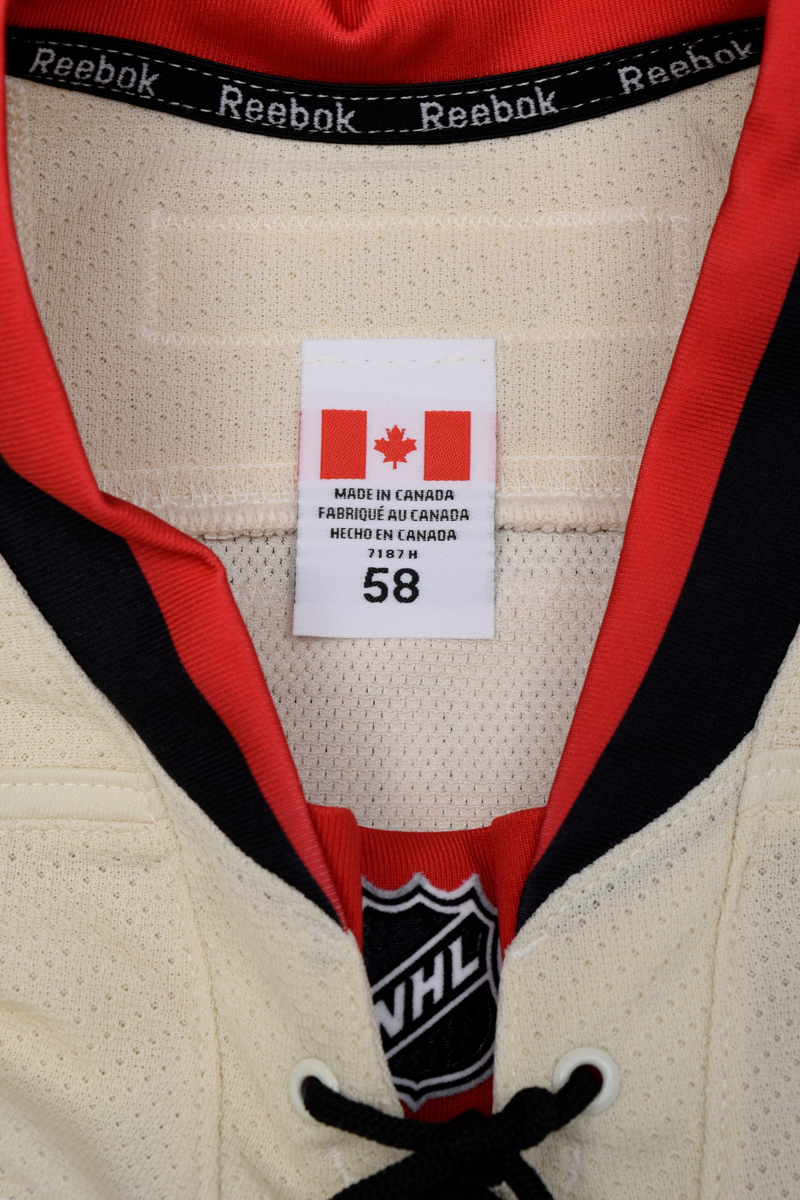 Reebok Reebok Reebok Reebok
MADE IN CANADA
FABRIQUÉ AU CANADA
HECHO EN CANADA
7187 H
58
NHL